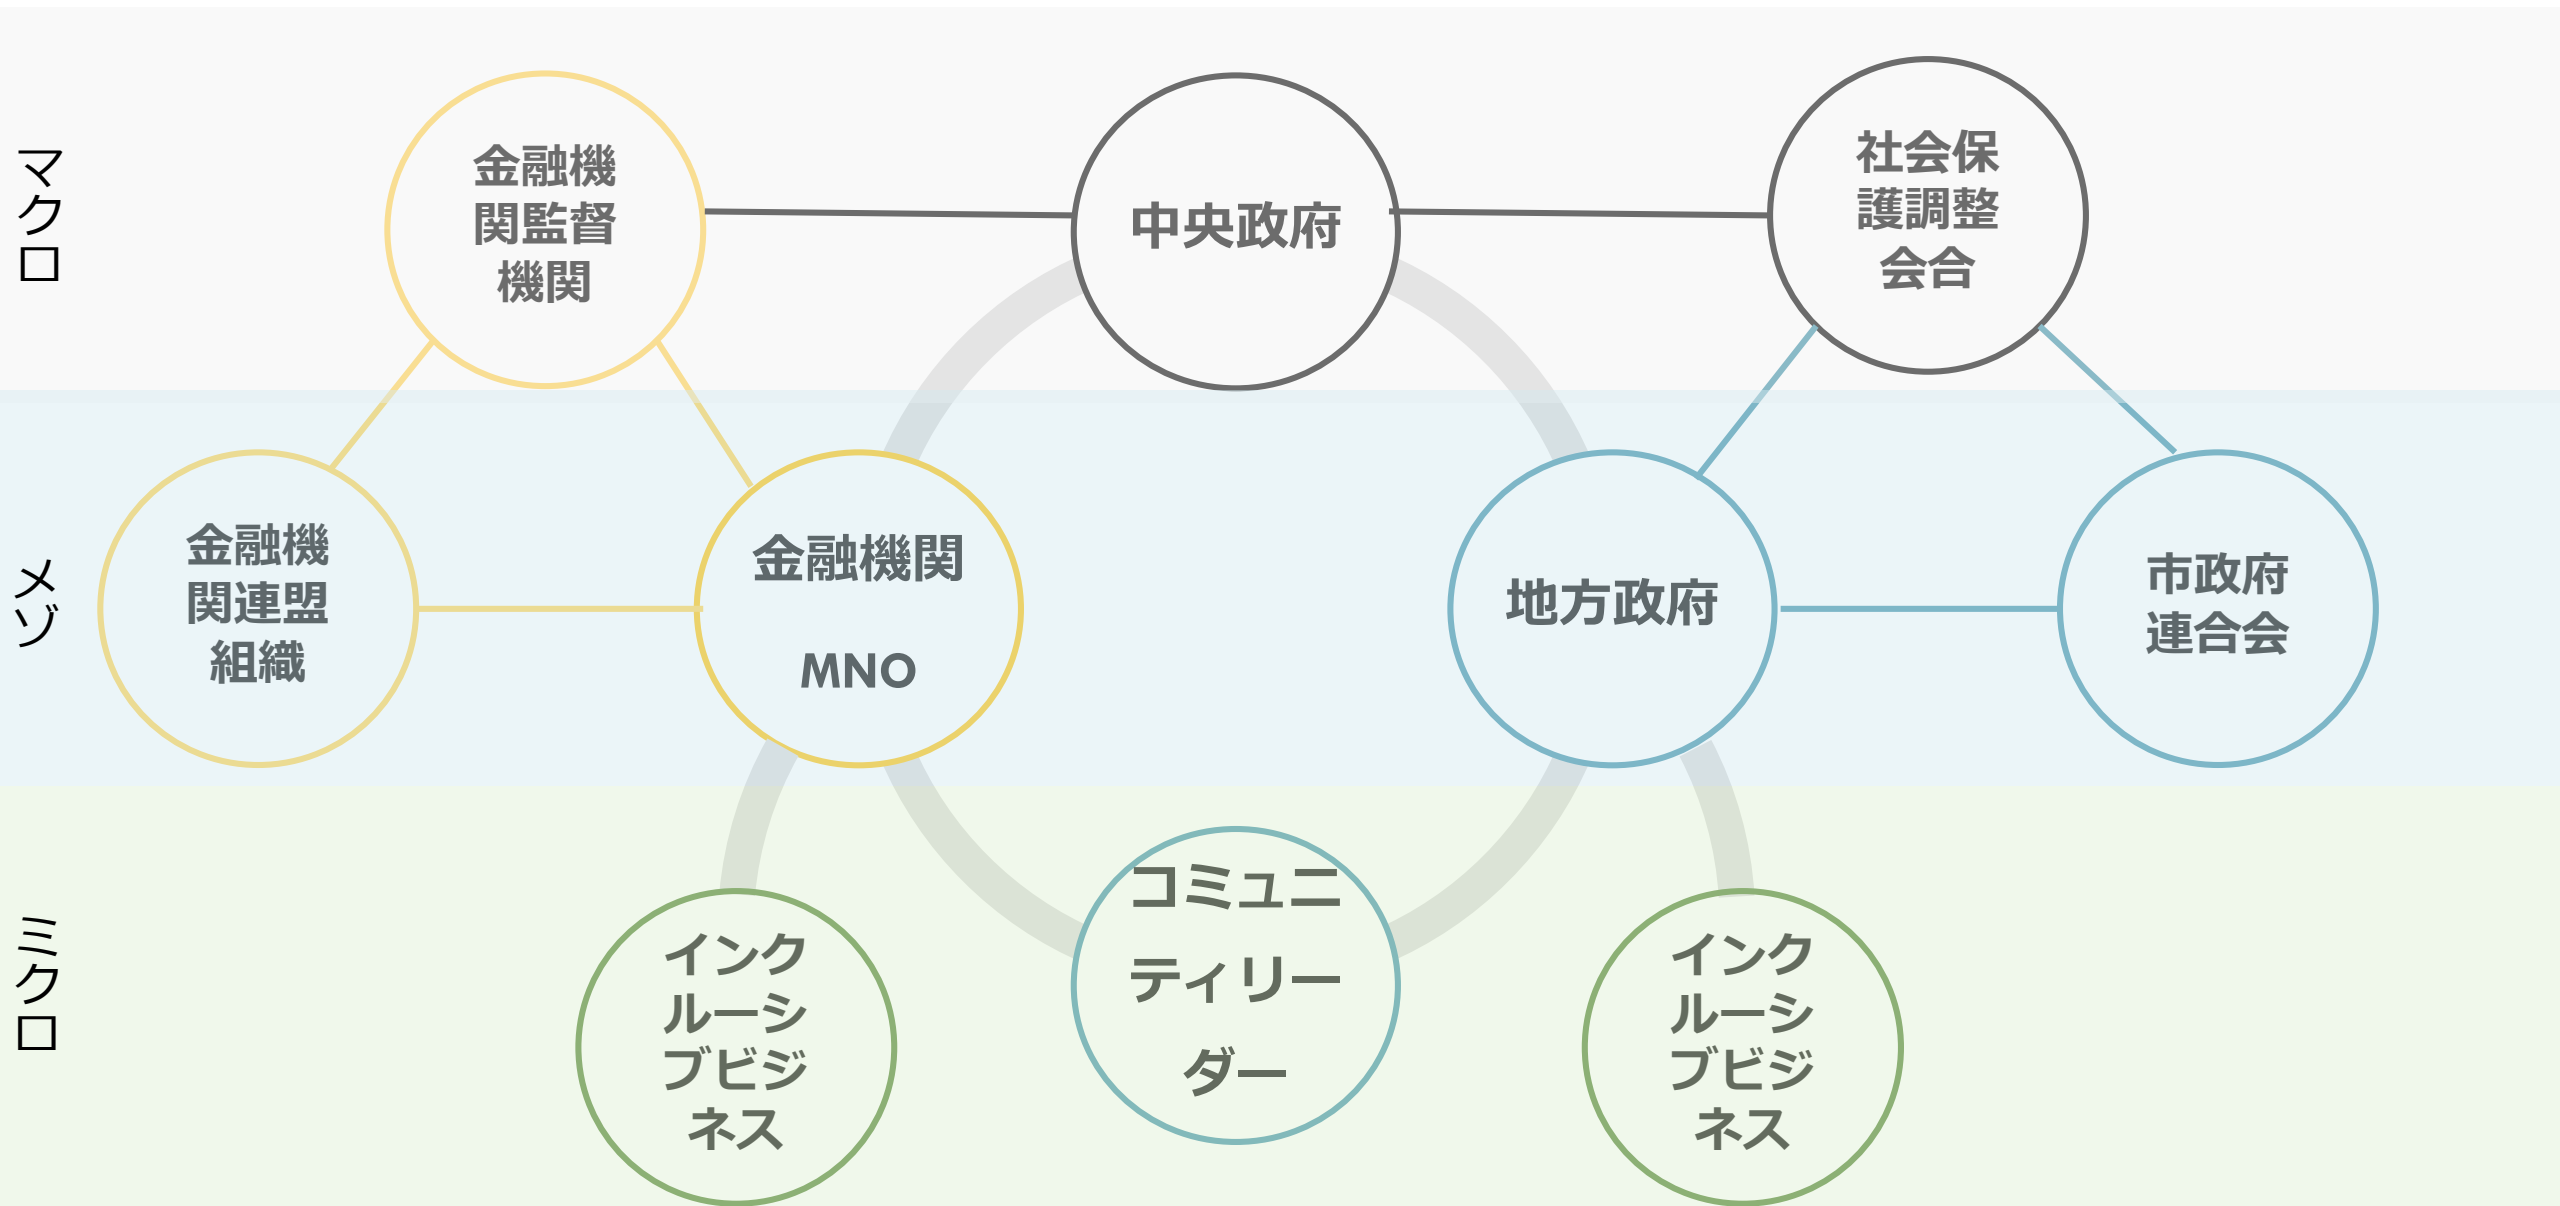 マクロ
金融機
関監督
機関
中央政府
社会保
護調整
会合
メゾ
金融機
関連盟
組織
金融機関
MNO
地方政府
市政府
連合会
ミクロ
インク
ルーシ
ブビジ
ネス
コミュニ
ティリー
ダー
インク
ルーシ
ブビジ
ネス